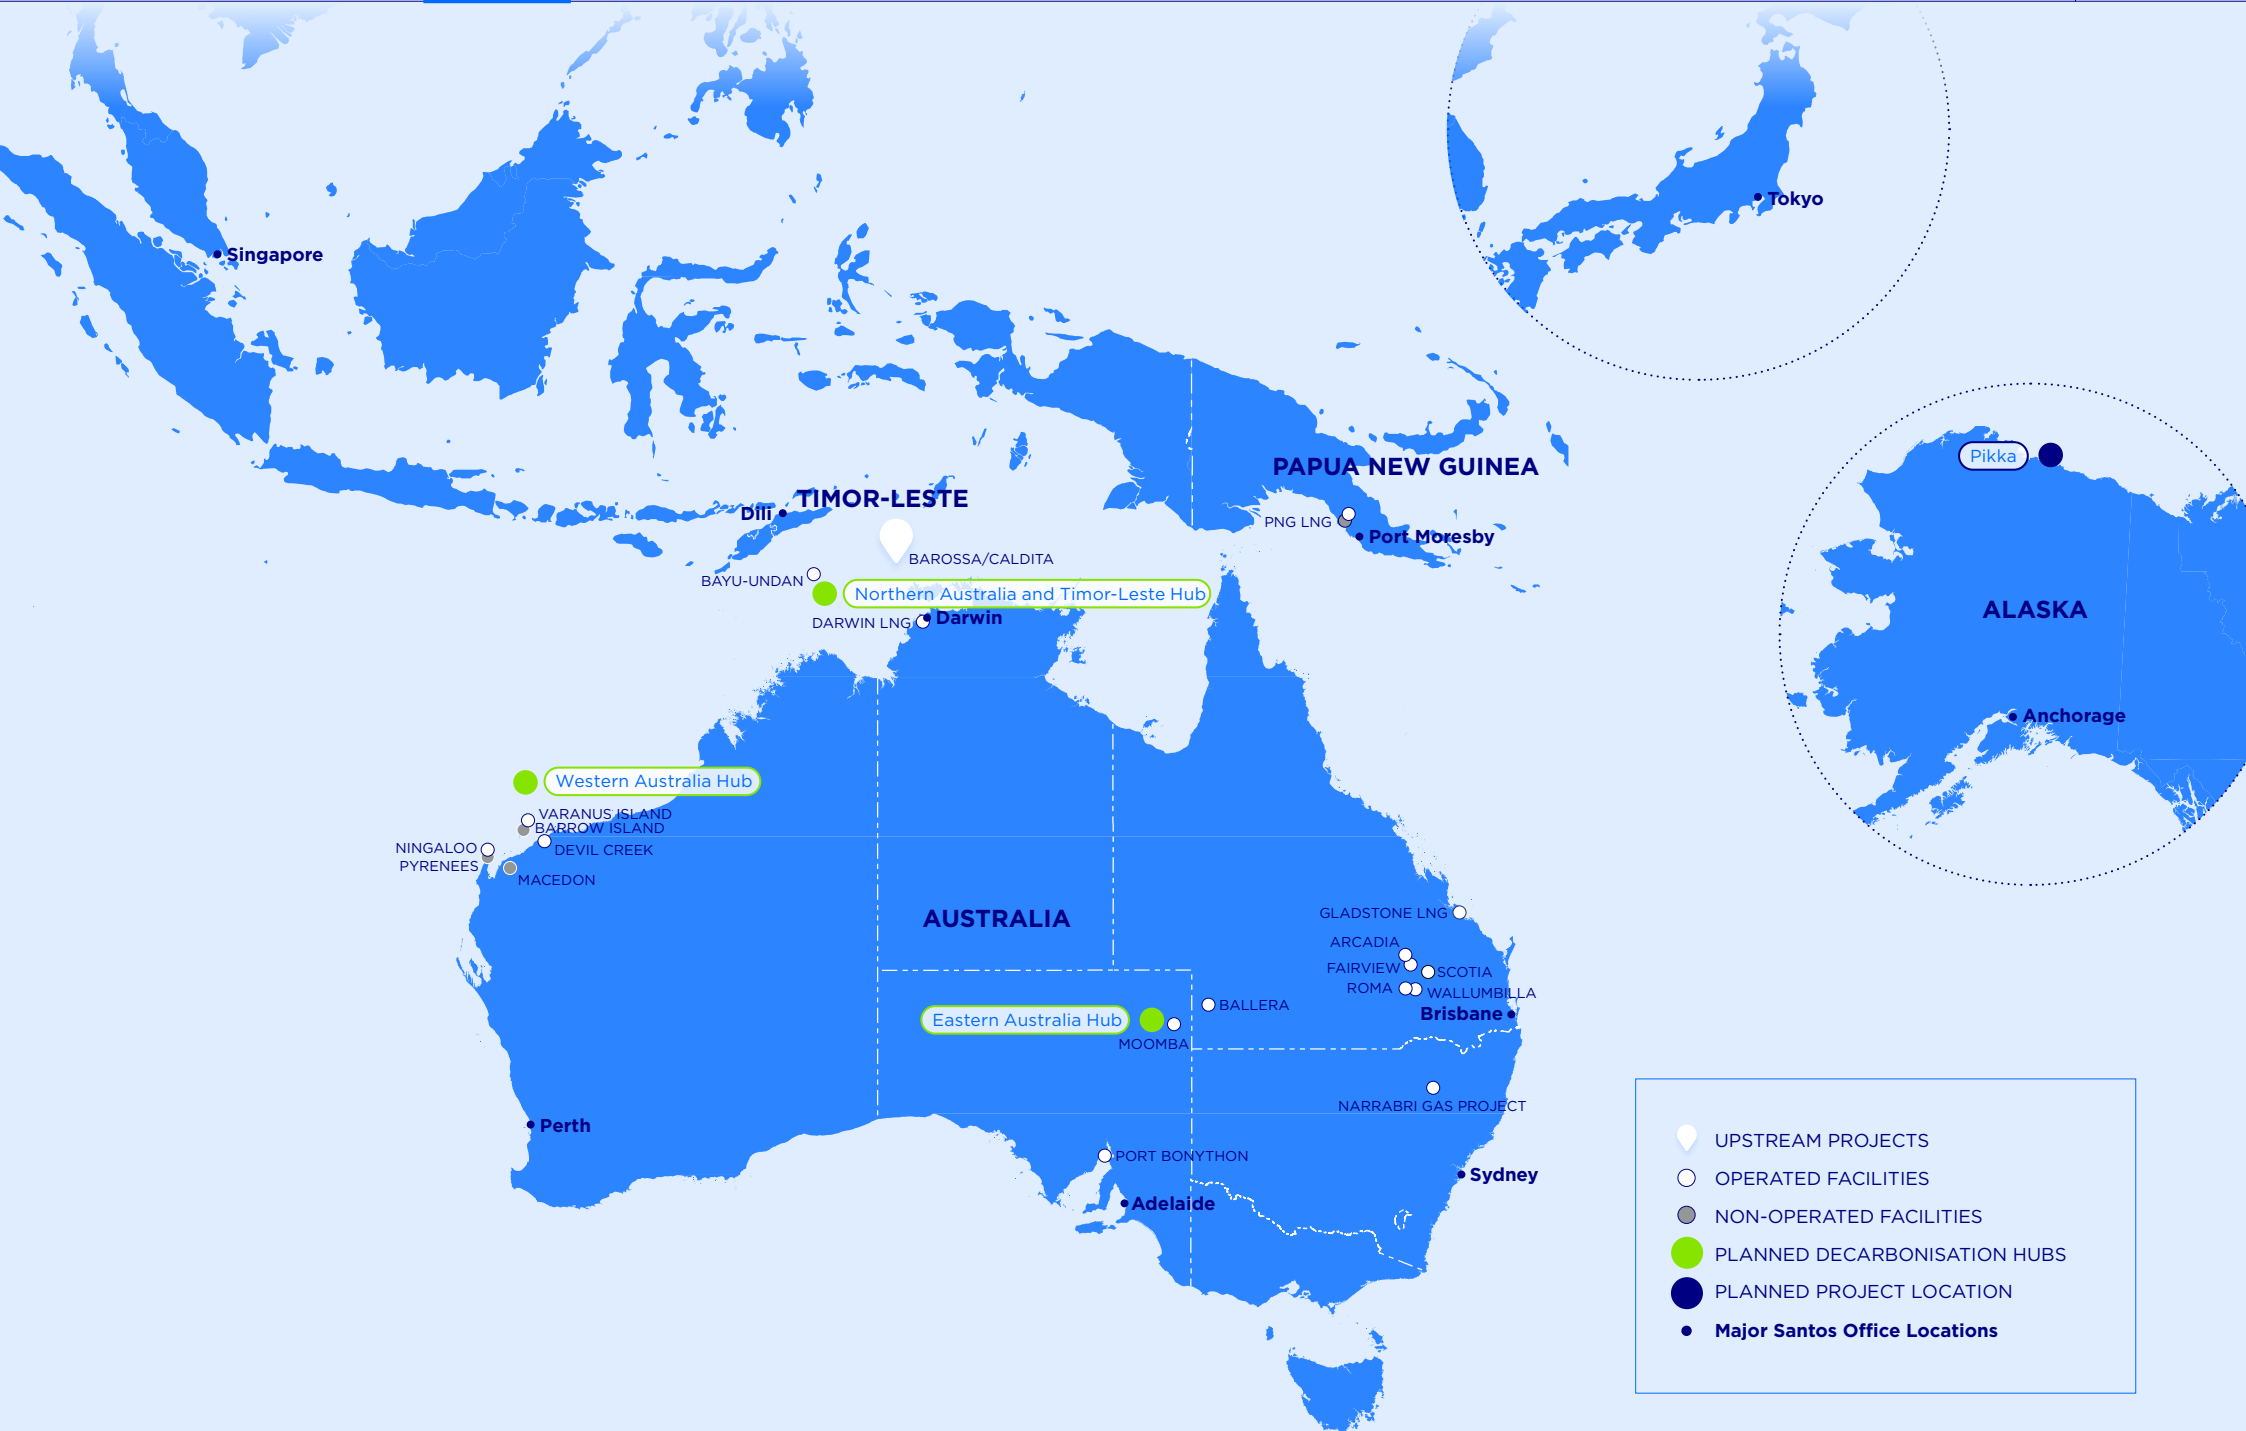 Tokyo
Singapore
Pikka
PAPUA NEW GUINEA
TIMOR-LESTE
Dili
PNG LNG
Port Moresby
BAROSSA/CALDITA
BAYU-UNDAN
Northern Australia and Timor-Leste Hub
DARWIN LNG
Darwin
ALASKA
Anchorage
Western Australia Hub
VARANUS ISLAND
BARROW ISLAND
NINGALOO
DEVIL CREEK
PYRENEES
MACEDON
AUSTRALIA
GLADSTONE LNG
ARCADIA
FAIRVIEW
SCOTIA
ROMA
WALLUMBILLA
BALLERA
Brisbane
Eastern Australia Hub
MOOMBA
NARRABRI GAS PROJECT
Perth
PORT BONYTHON
Sydney
Adelaide
UPSTREAM PROJECTS
OPERATED FACILITIES
NON-OPERATED FACILITIES
PLANNED DECARBONISATION HUBS
PLANNED PROJECT LOCATION
Major Santos Office Locations